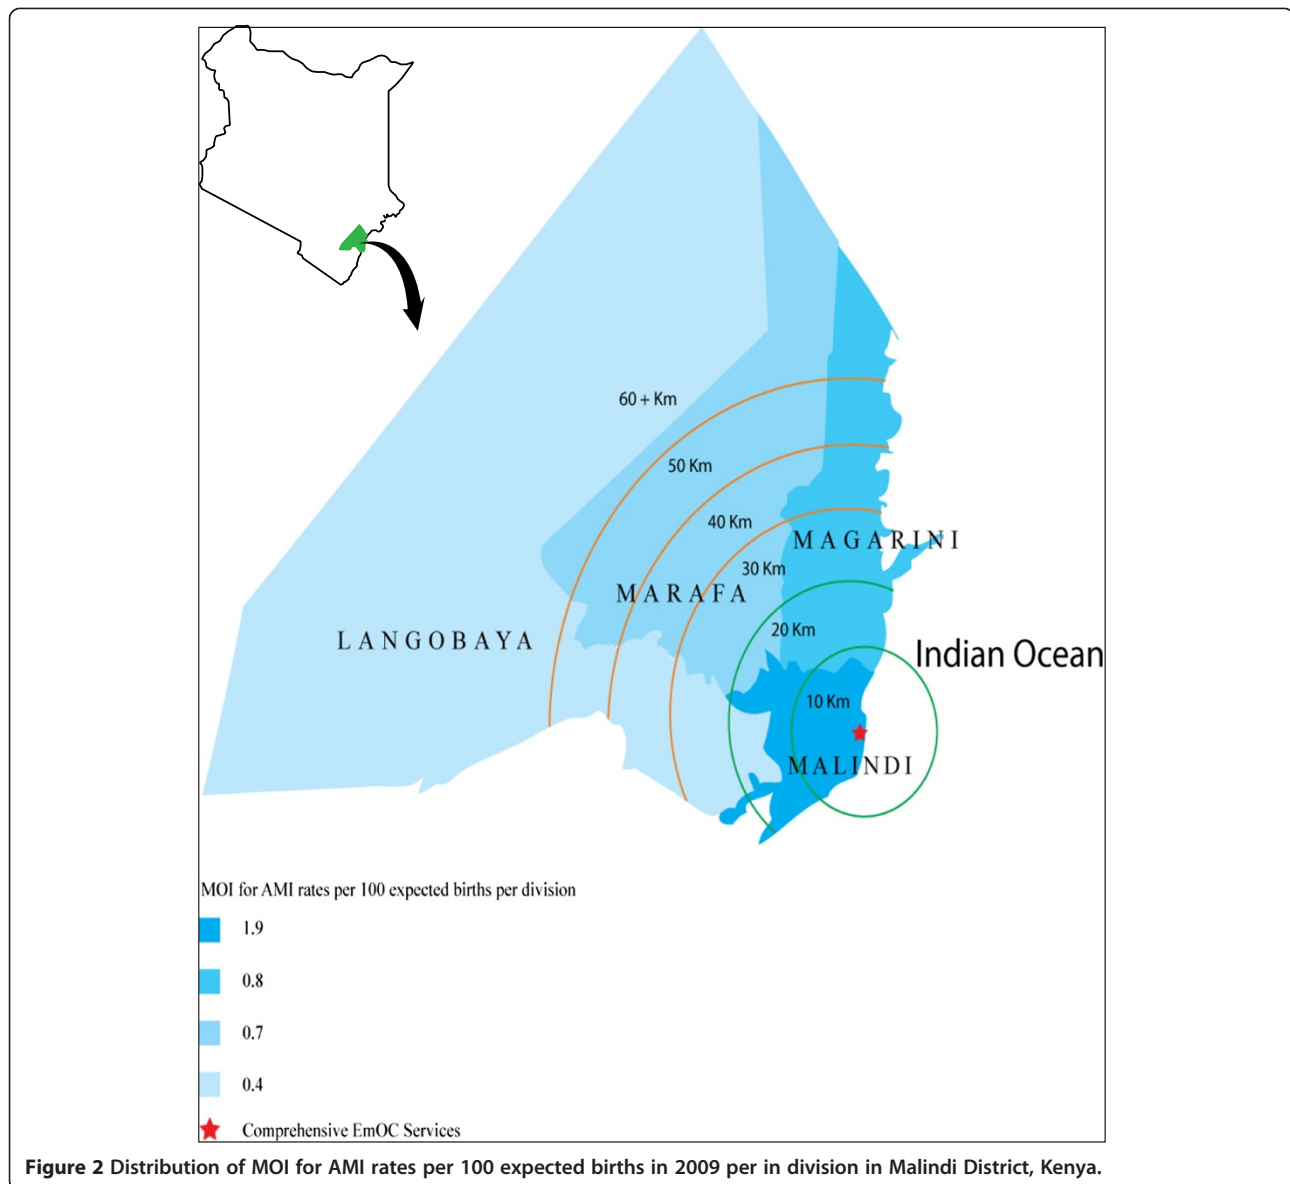 60 + Km
50 Km
40 Km
MAGARINI
30 Km
MARAFA
20 Km
LANGOBAYA
Indian Ocean
10 Km
MALINDI
MOI for AMI rates per 100 expected births per division
1.9
0.8
0.7
0.4
Comprehensive EmOC Services
Figure 2 Distribution of MOI for AMI rates per 100 expected births in 2009 per in division in Malindi District, Kenya.